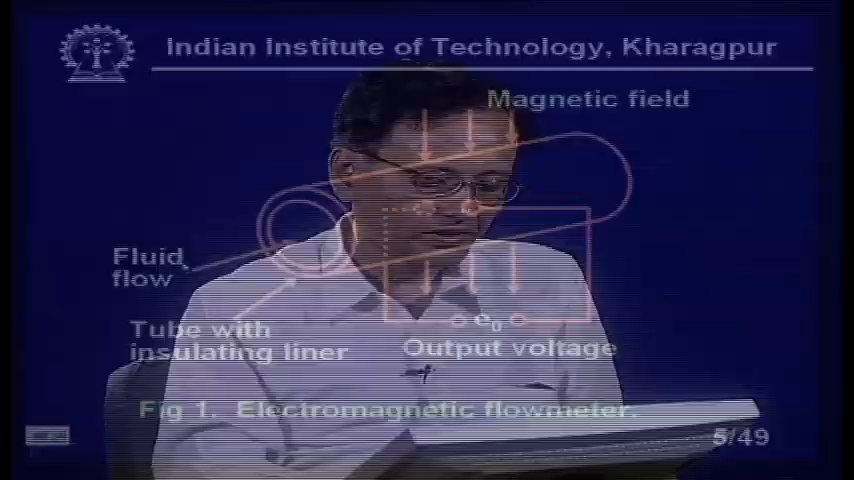 Indian Institute of Technology, Kharagpur
Magnetic field
Fluid
flow
Tube with
insulating liner
e₀
Output voltage
Fig 1. Electromagnetic flowmeter.
5/49